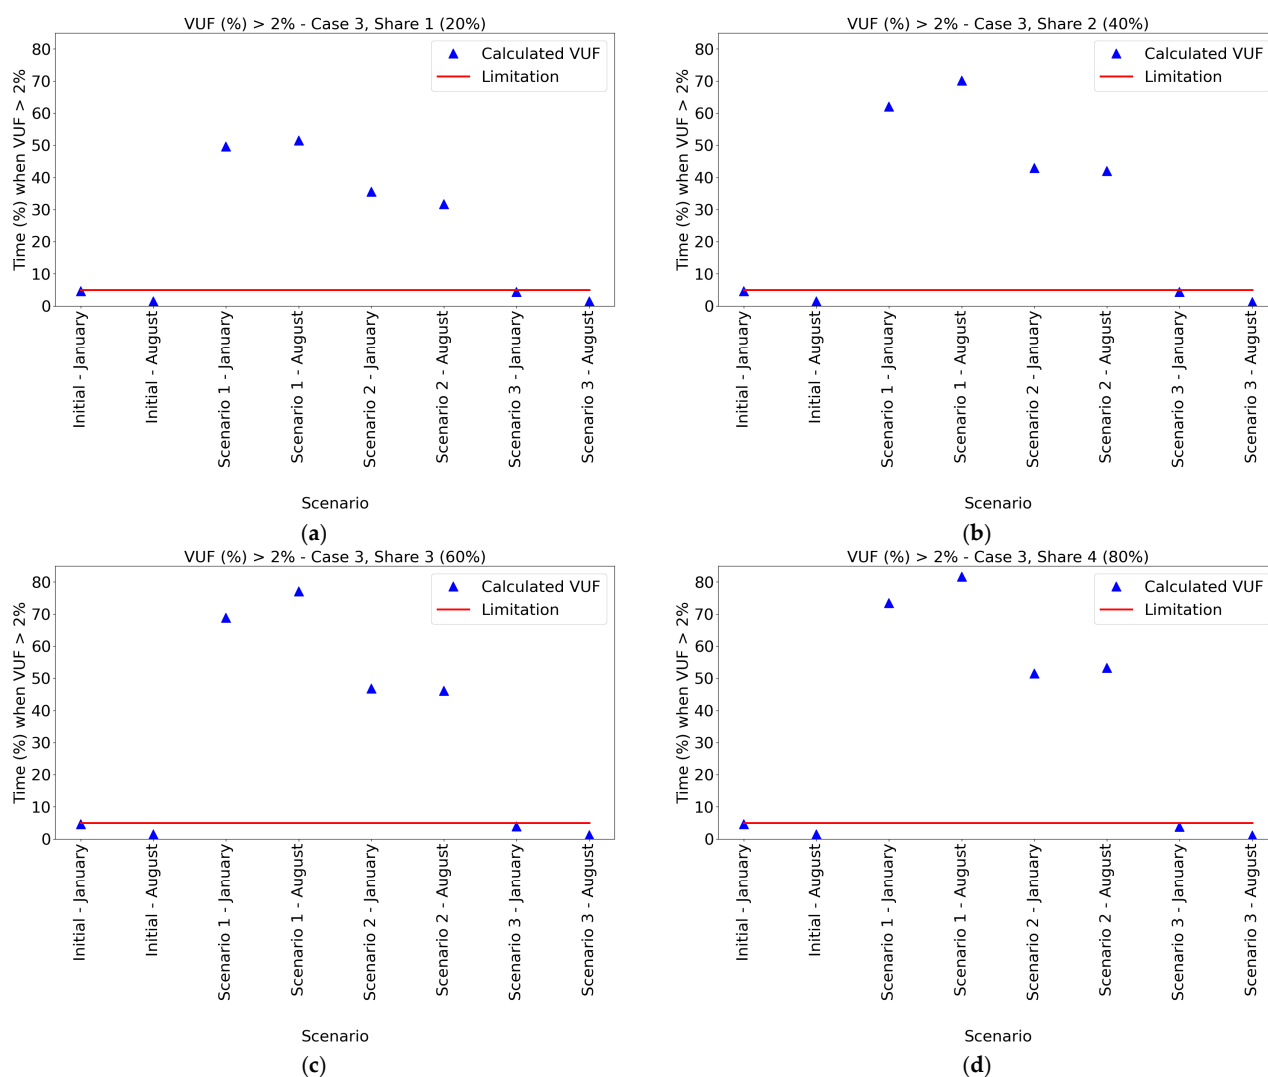 VUF (%) > 2% - Case 3, Share 1 (20%)
Time (%) when VUF > 2%
80
70
60
50
40
30
20
10
0
Calculated VUF
Limitation
Initial - January
Initial - August
Scenario 1 - January
Scenario 1 - August
Scenario 2 - January
Scenario 2 - August
Scenario 3 - January
Scenario 3 - August
Scenario
(a)
VUF (%) > 2% - Case 3, Share 2 (40%)
Time (%) when VUF > 2%
80
70
60
50
40
30
20
10
0
Calculated VUF
Limitation
Initial - January
Initial - August
Scenario 1 - January
Scenario 1 - August
Scenario 2 - January
Scenario 2 - August
Scenario 3 - January
Scenario 3 - August
Scenario
(b)
VUF (%) > 2% - Case 3, Share 3 (60%)
Time (%) when VUF > 2%
80
70
60
50
40
30
20
10
0
Calculated VUF
Limitation
Initial - January
Initial - August
Scenario 1 - January
Scenario 1 - August
Scenario 2 - January
Scenario 2 - August
Scenario 3 - January
Scenario 3 - August
Scenario
(c)
VUF (%) > 2% - Case 3, Share 4 (80%)
Time (%) when VUF > 2%
80
70
60
50
40
30
20
10
0
Calculated VUF
Limitation
Initial - January
Initial - August
Scenario 1 - January
Scenario 1 - August
Scenario 2 - January
Scenario 2 - August
Scenario 3 - January
Scenario 3 - August
Scenario
(d)